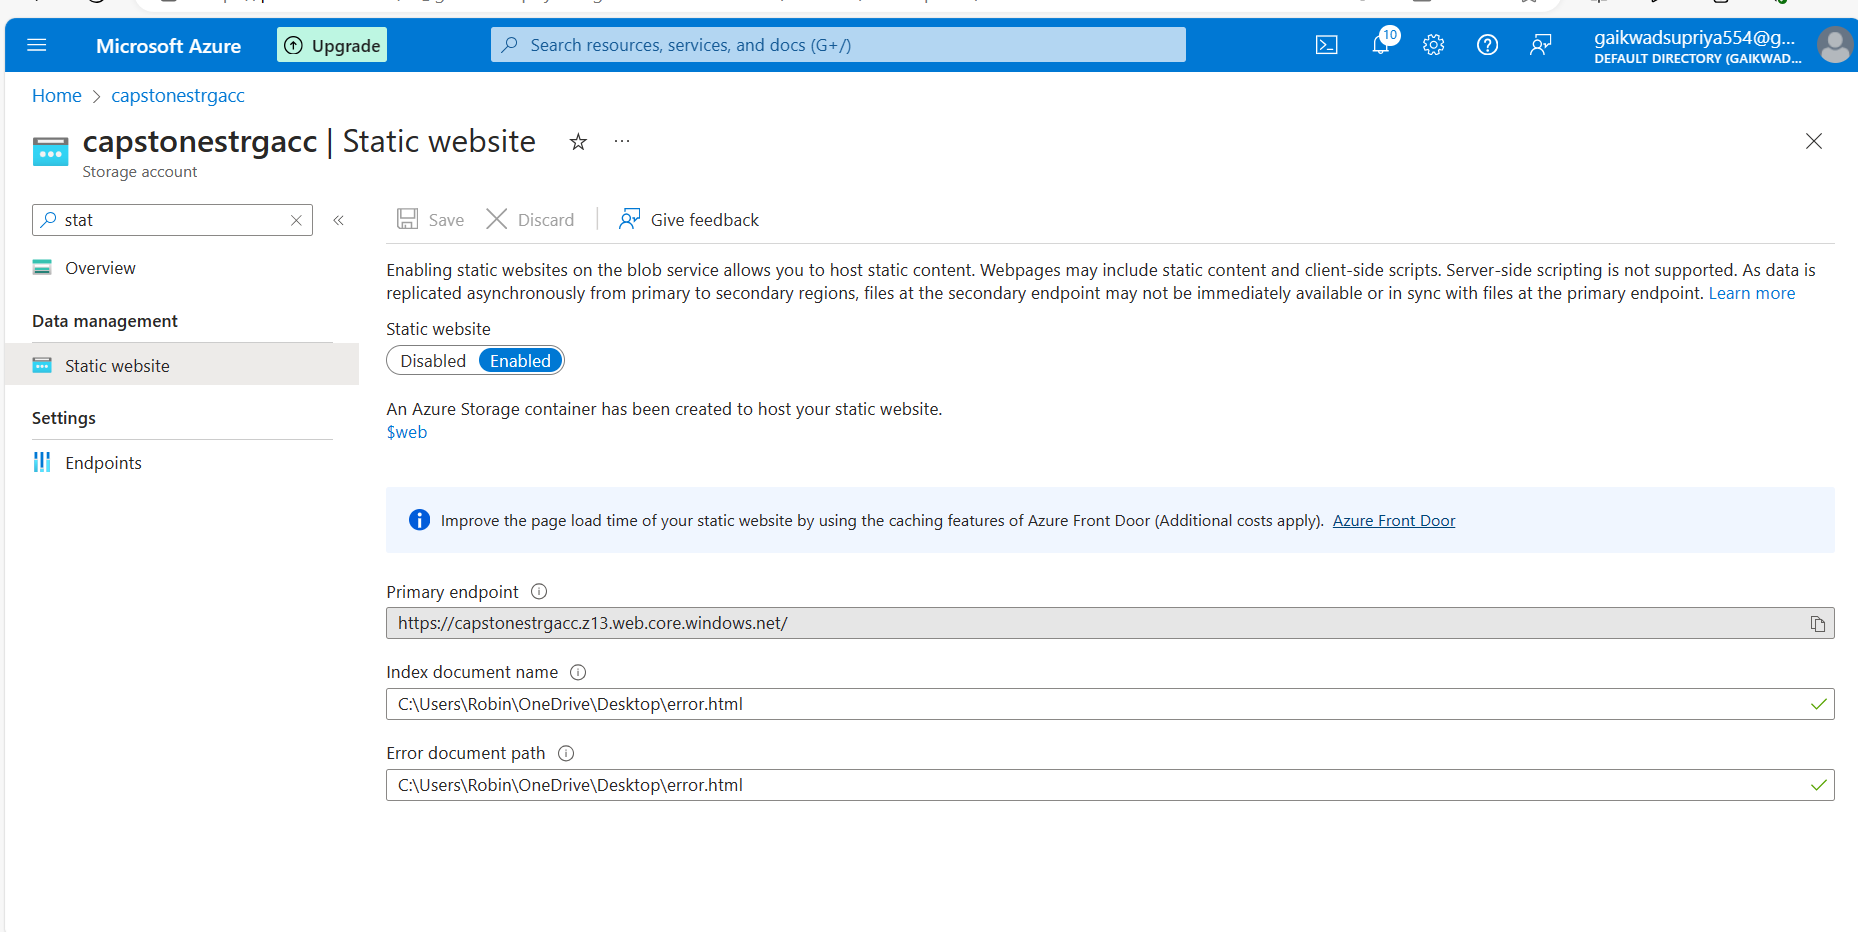 Microsoft Azure
Upgrade
Search resources, services, and docs (G+/)
10
gaikwadsupriya554@g...
DEFAULT DIRECTORY (GAIKWAD...
Home > capstonestrgacc
capstonestrgacc | Static website
Storage account
stat
Save Discard Give feedback
Overview
Data management
Static website
Settings
Endpoints
Enabling static websites on the blob service allows you to host static content. Webpages may include static content and client-side scripts. Server-side scripting is not supported. As data is
replicated asynchronously from primary to secondary regions, files at the secondary endpoint may not be immediately available or in sync with files at the primary endpoint. Learn more
Static website
Disabled Enabled
An Azure Storage container has been created to host your static website.
$web
Improve the page load time of your static website by using the caching features of Azure Front Door (Additional costs apply). Azure Front Door
Primary endpoint
https://capstonestrgacc.z13.web.core.windows.net/
Index document name
C:\Users\Robin\OneDrive\Desktop\error.html
Error document path
C:\Users\Robin\OneDrive\Desktop\error.html